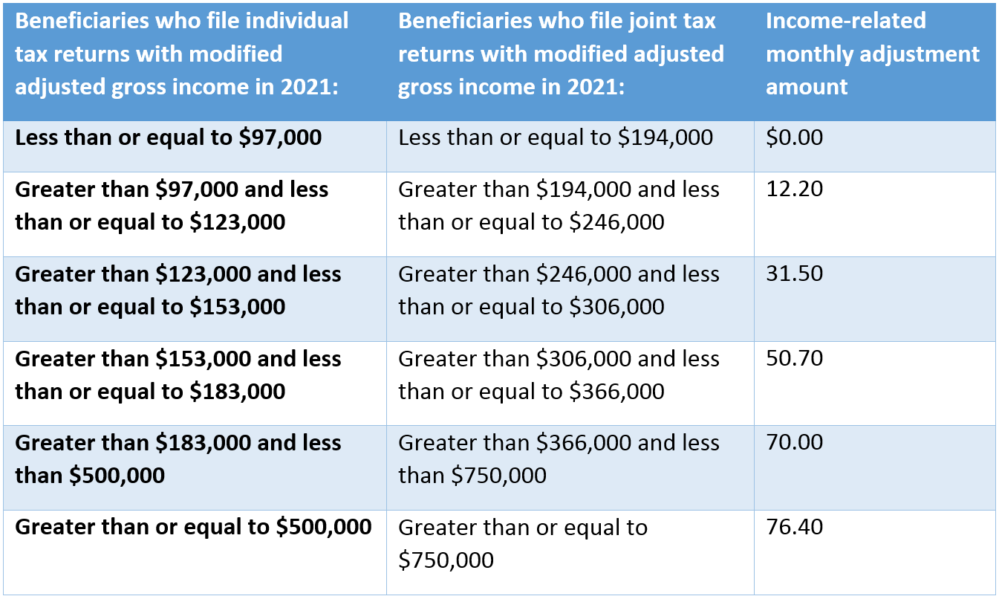 Beneficiaries who file individual
tax returns with modified
adjusted gross income in 2021:
Beneficiaries who file joint tax
returns with modified adjusted
gross income in 2021:
Income-related
monthly adjustment
amount
Less than or equal to $97,000
Less than or equal to $194,000
$0.00
Greater than $97,000 and less
than or equal to $123,000
Greater than $194,000 and less
than or equal to $246,000
12.20
Greater than $123,000 and less
than or equal to $153,000
Greater than $246,000 and less
than or equal to $306,000
31.50
Greater than $153,000 and less
than or equal to $183,000
Greater than $306,000 and less
than or equal to $366,000
50.70
Greater than $183,000 and less
than $500,000
Greater than $366,000 and less
than $750,000
70.00
Greater than or equal to $500,000
Greater than or equal to
$750,000
76.40